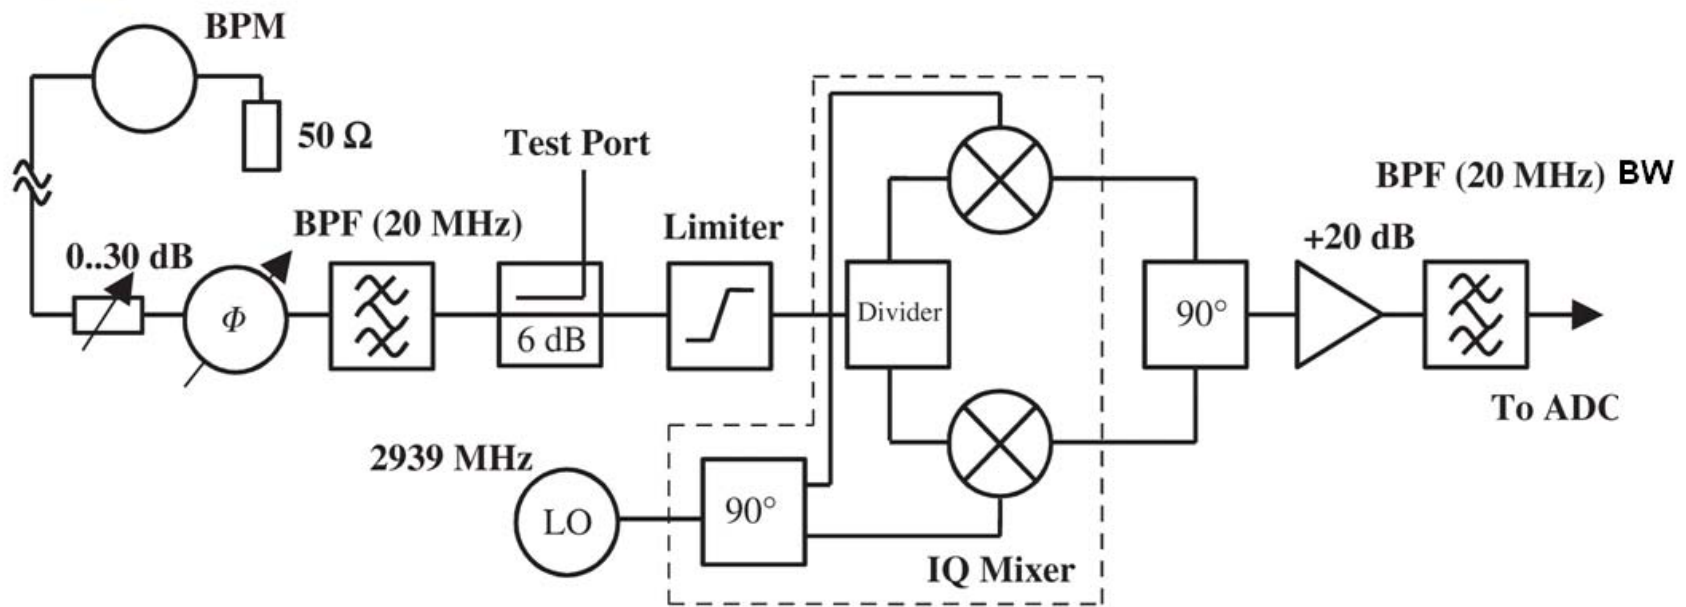 BPM
50 Ω
Test Port
BPF (20 MHz) BW
BPF (20 MHz)
Limiter
+20 dB
0..30 dB
Φ
6 dB
Divider
90°
To ADC
2939 MHz
LO
90°
IQ Mixer